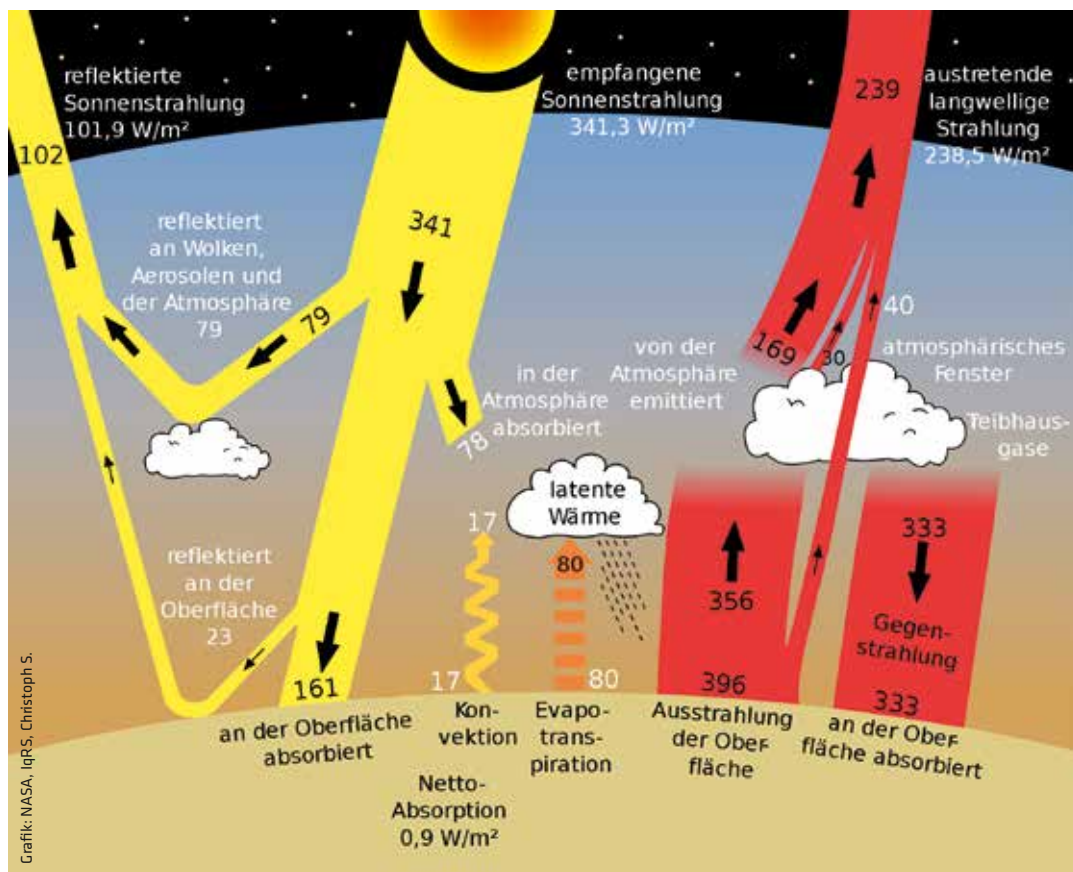 reflektierte
Sonnenstrahlung
101,9 W/m²
102
empfangene
Sonnenstrahlung
341,3 W/m²
239
austretende
langwellige
Strahlung
238,5 W/m²
reflektiert
an Wolken,
Aerosolen und
der Atmosphäre
79
79
341
in der
Atmosphäre
absorbiert
78
von der
Atmosphäre
emittiert
169
30
40
atmosphärisches
Fenster
Teibhaus-
gase
reflektiert
an der
Oberfläche
23
161
an der Oberfläche
absorbiert
17
17
Kon-
vektion
latente
Wärme
80
80
Evapo-
trans-
piration
Netto-
Absorption
0,9 W/m²
356
396
Ausstrahlung
der Ober-
fläche
333
Gegen-
strahlung
333
an der Ober-
fläche absorbiert
Grafik: NASA, IqRS, Christoph S.